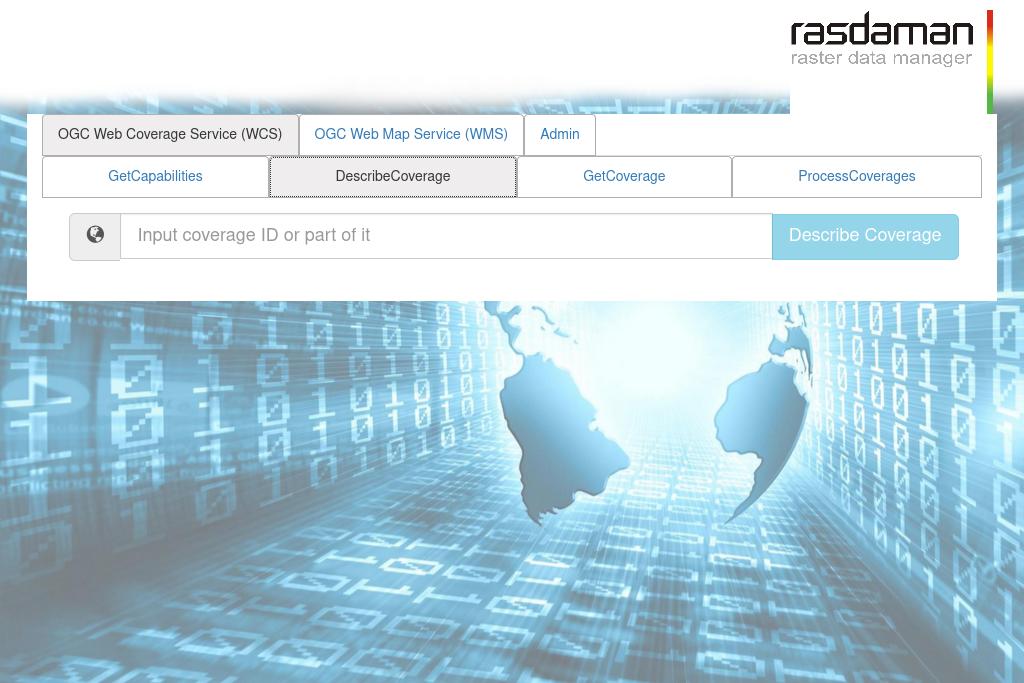 rasdaman
raster data manager
OGC Web Coverage Service (WCS)
OGC Web Map Service (WMS)
Admin
GetCapabilities
DescribeCoverage
GetCoverage
ProcessCoverages
Input coverage ID or part of it
Describe Coverage